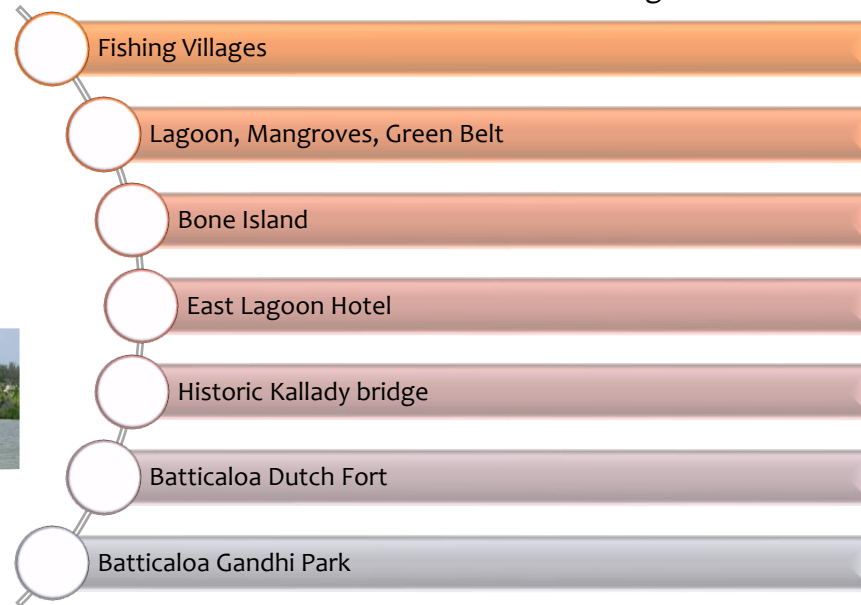 Fishing Villages
Lagoon, Mangroves, Green Belt
Bone Island
East Lagoon Hotel
Historic Kallady bridge
Batticaloa Dutch Fort
Batticaloa Gandhi Park